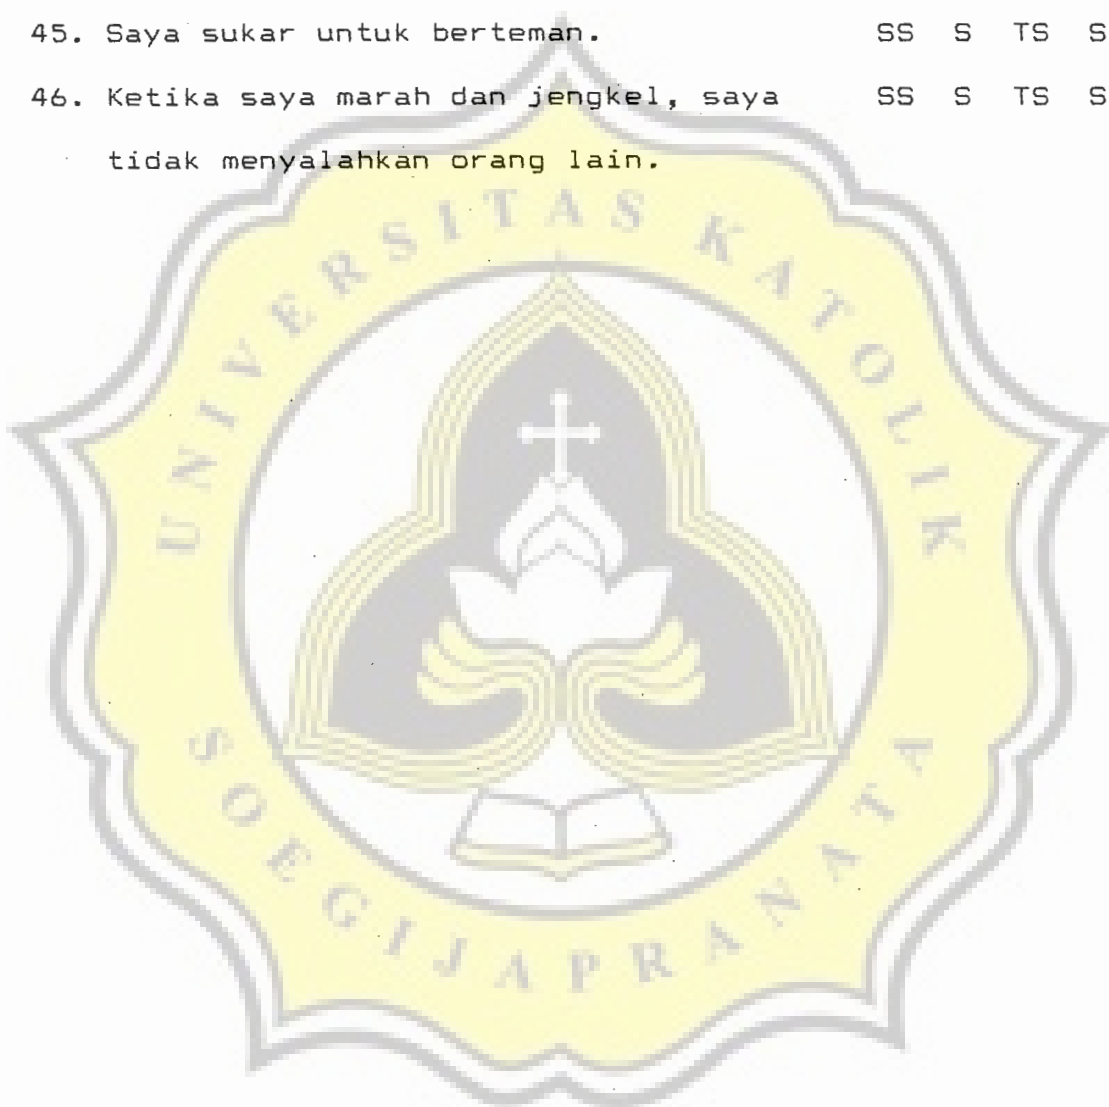 45. Saya sukar untuk berteman. SS S TS S
46. Ketika saya marah dan jengkel, saya SS S TS S
tidak menyalahkan orang lain.
UNIVERSITAS KATOLIK
SOEGIJAPRANATA